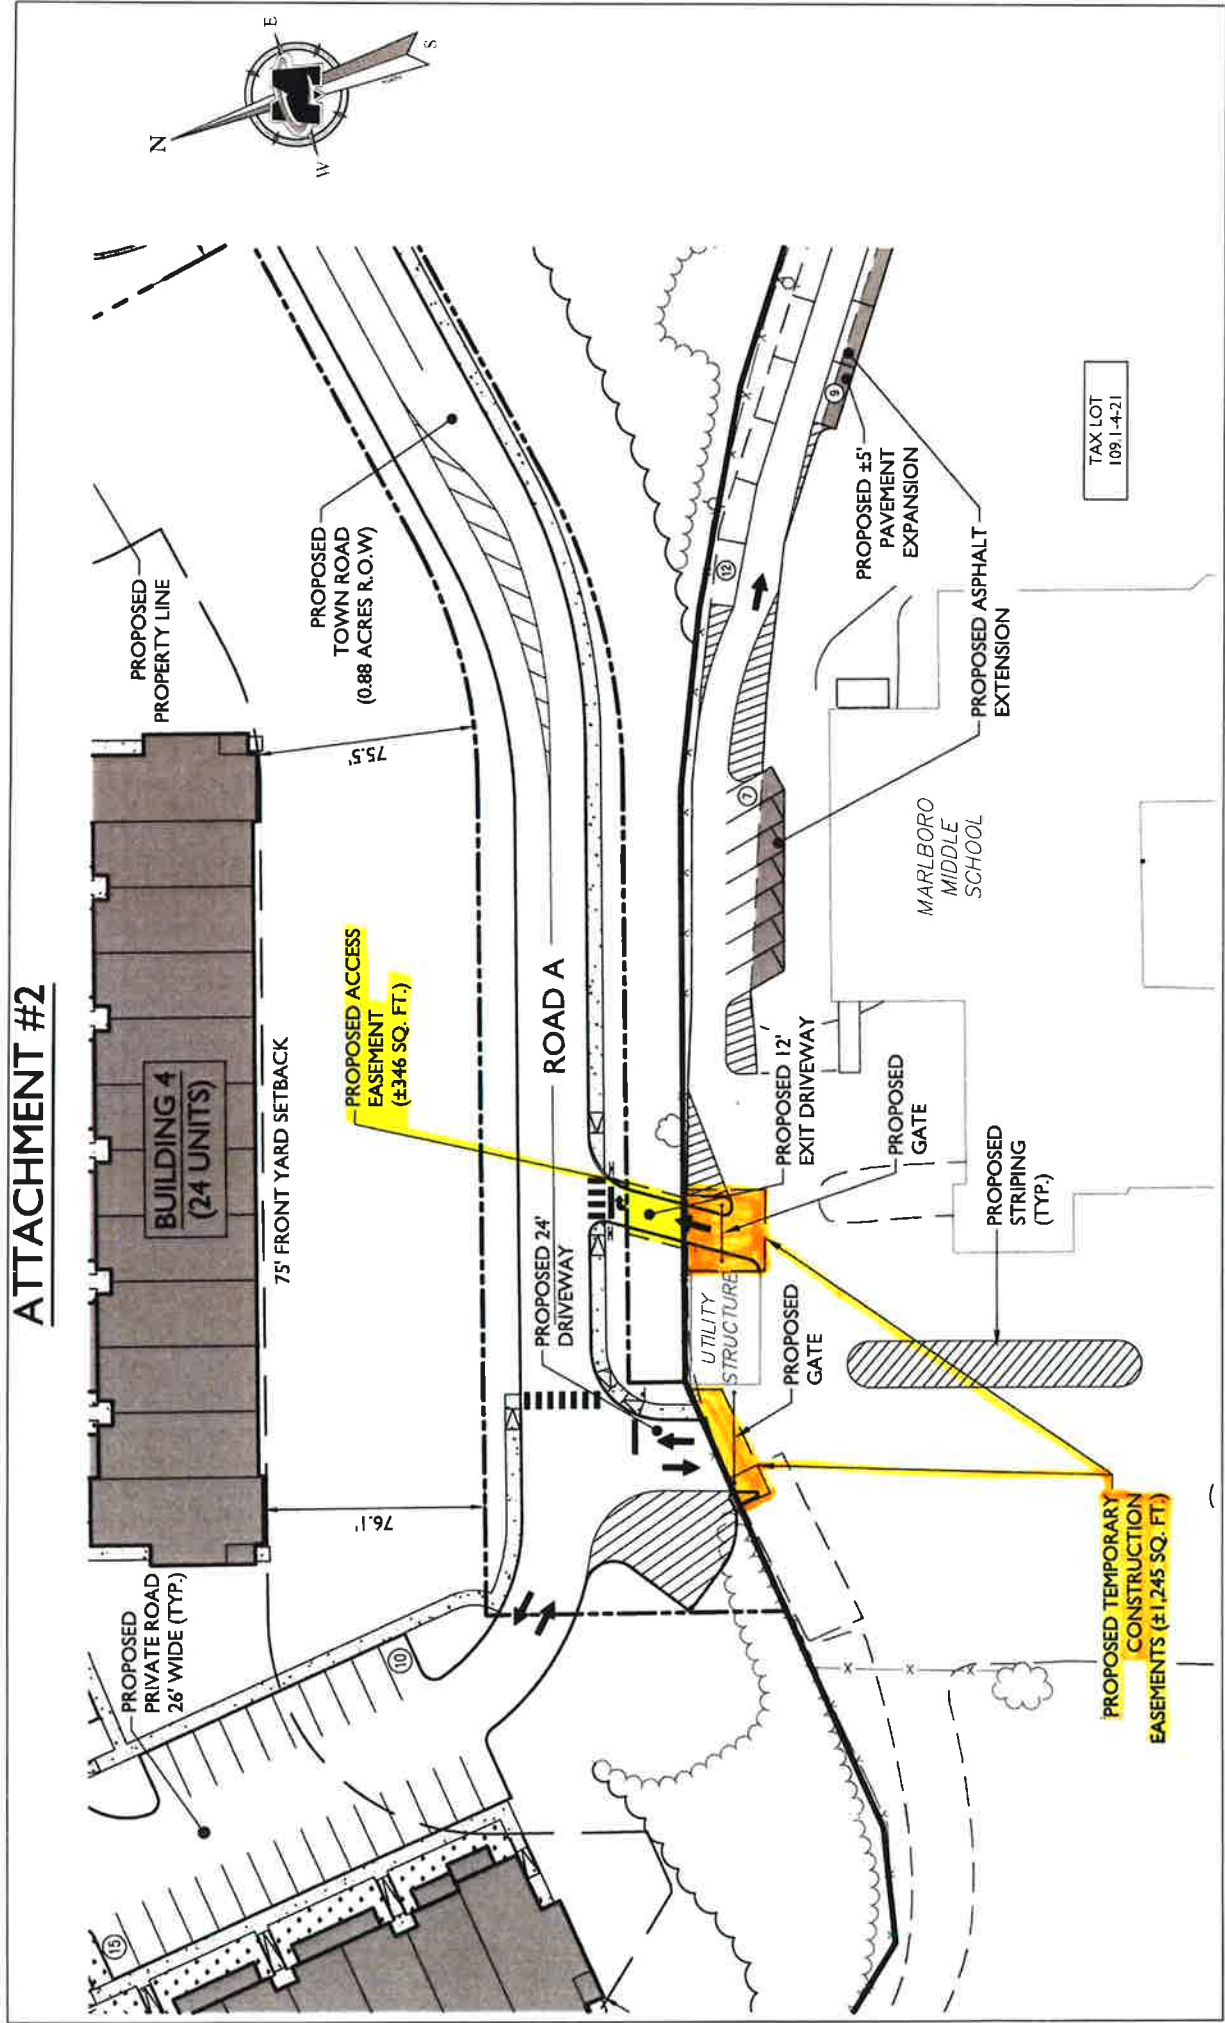 ATTACHMENT #2
N
E
S
W
BUILDING 4
(24 UNITS)
75' FRONT YARD SETBACK
PROPOSED
PROPERTY LINE
PROPOSED
TOWN ROAD
(0.88 ACRES R.O.W)
75.5'
76.1'
PROPOSED
PRIVATE ROAD
26' WIDE (TYP.)
10
15
PROPOSED ACCESS
EASEMENT
(±346 SQ. FT.)
ROAD A
PROPOSED 24'
DRIVEWAY
UTILITY
STRUCTURE
PROPOSED
GATE
PROPOSED 12'
EXIT DRIVEWAY
PROPOSED
GATE
PROPOSED
STRIPING
(TYP.)
7
12
9
PROPOSED ±5'
PAVEMENT
EXPANSION
PROPOSED ASPHALT
EXTENSION
MARLBORO
MIDDLE
SCHOOL
TAX LOT
109.1-4-21
PROPOSED TEMPORARY
CONSTRUCTION
EASEMENTS (±1,245 SQ. FT.)